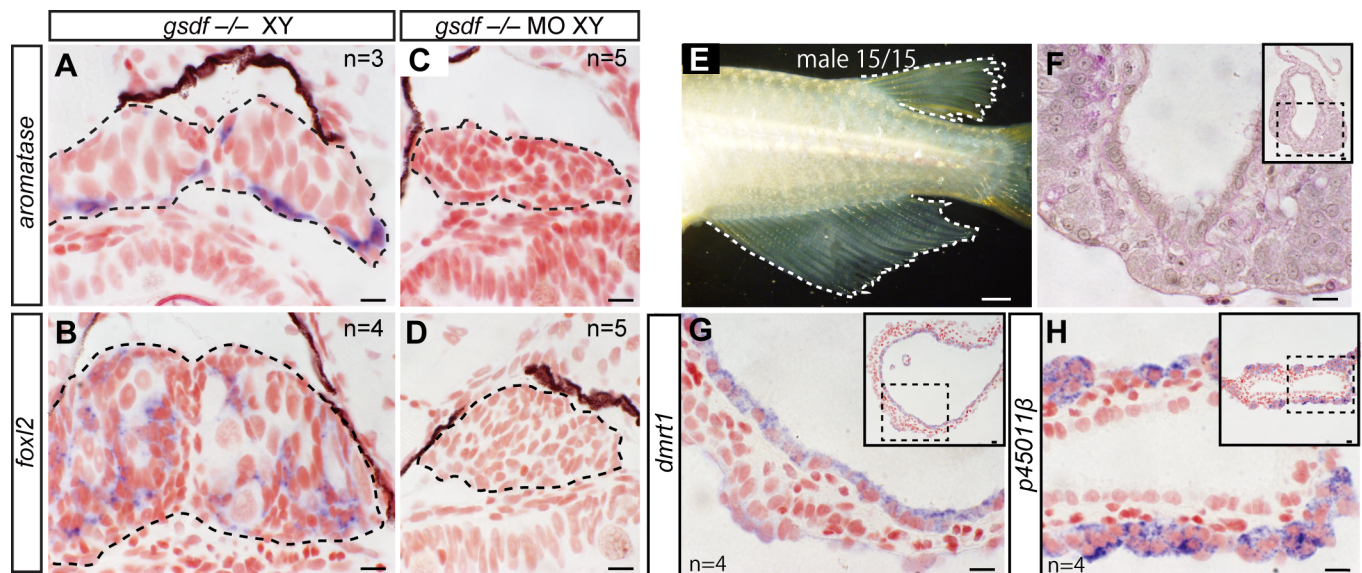 gsdf –/– XY
gsdf –/– MO XY
aromatase
A
n=3
C
n=5
foxl2
B
n=4
D
n=5
E
male 15/15
F
dmrt1
G
n=4
p45011β
H
n=4